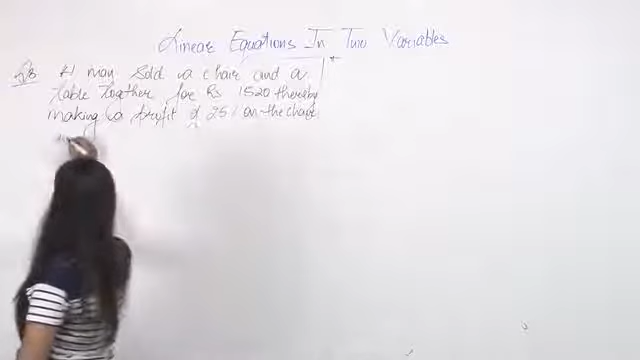 Linear Equations In Two Variables
A man sold a chair and a
table together for Rs 1520 thereby
making a profit of 25% on the chair